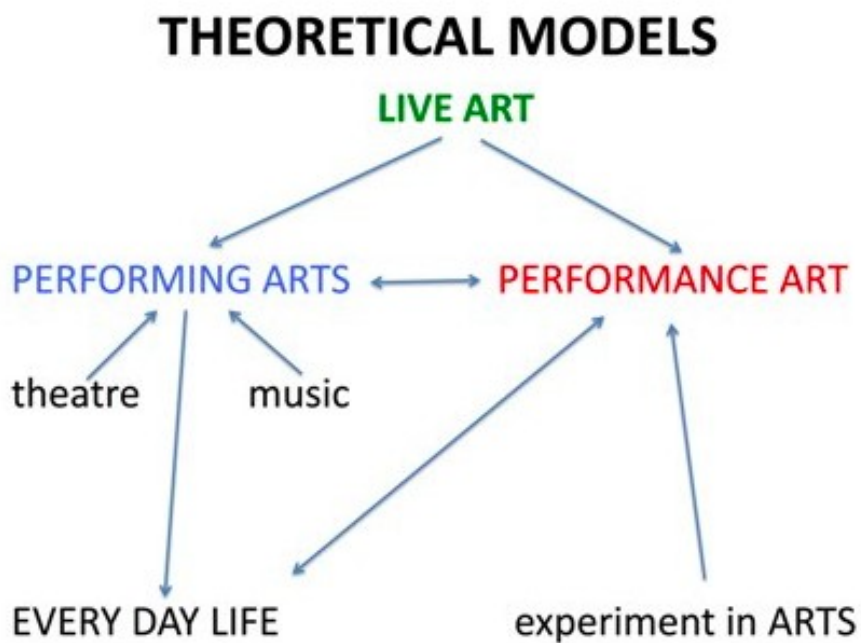 THEORETICAL MODELS
LIVE ART
PERFORMING ARTS
PERFORMANCE ART
theatre
music
EVERY DAY LIFE
experiment in ARTS